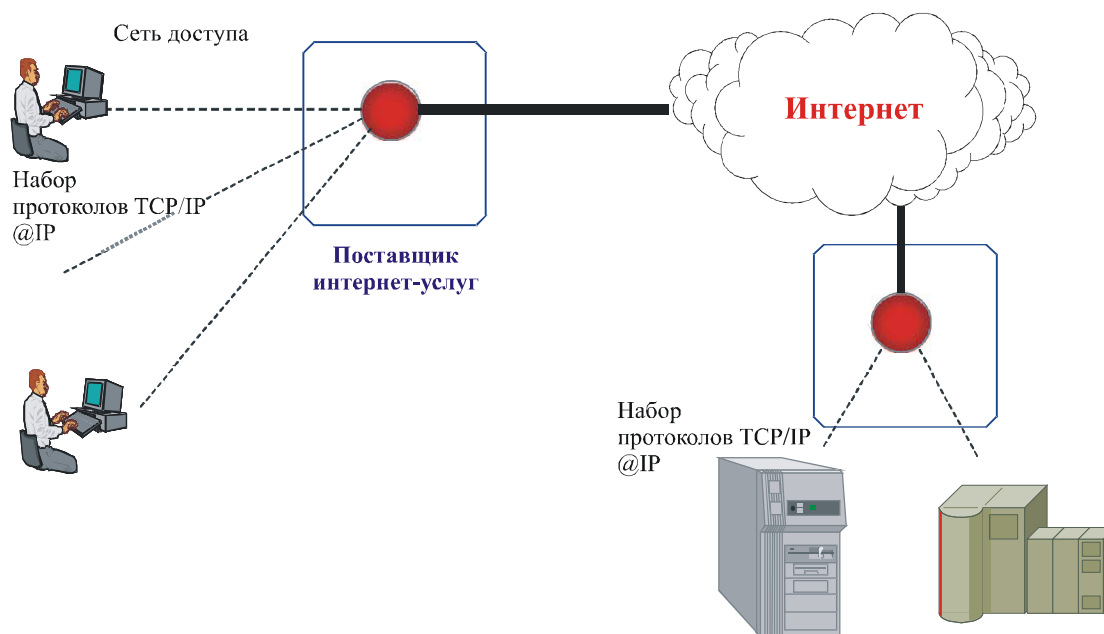 Сеть доступа
Интернет
Набор
протоколов TCP/IP
@IP
Поставщик
интернет-услуг
Набор
протоколов TCP/IP
@IP